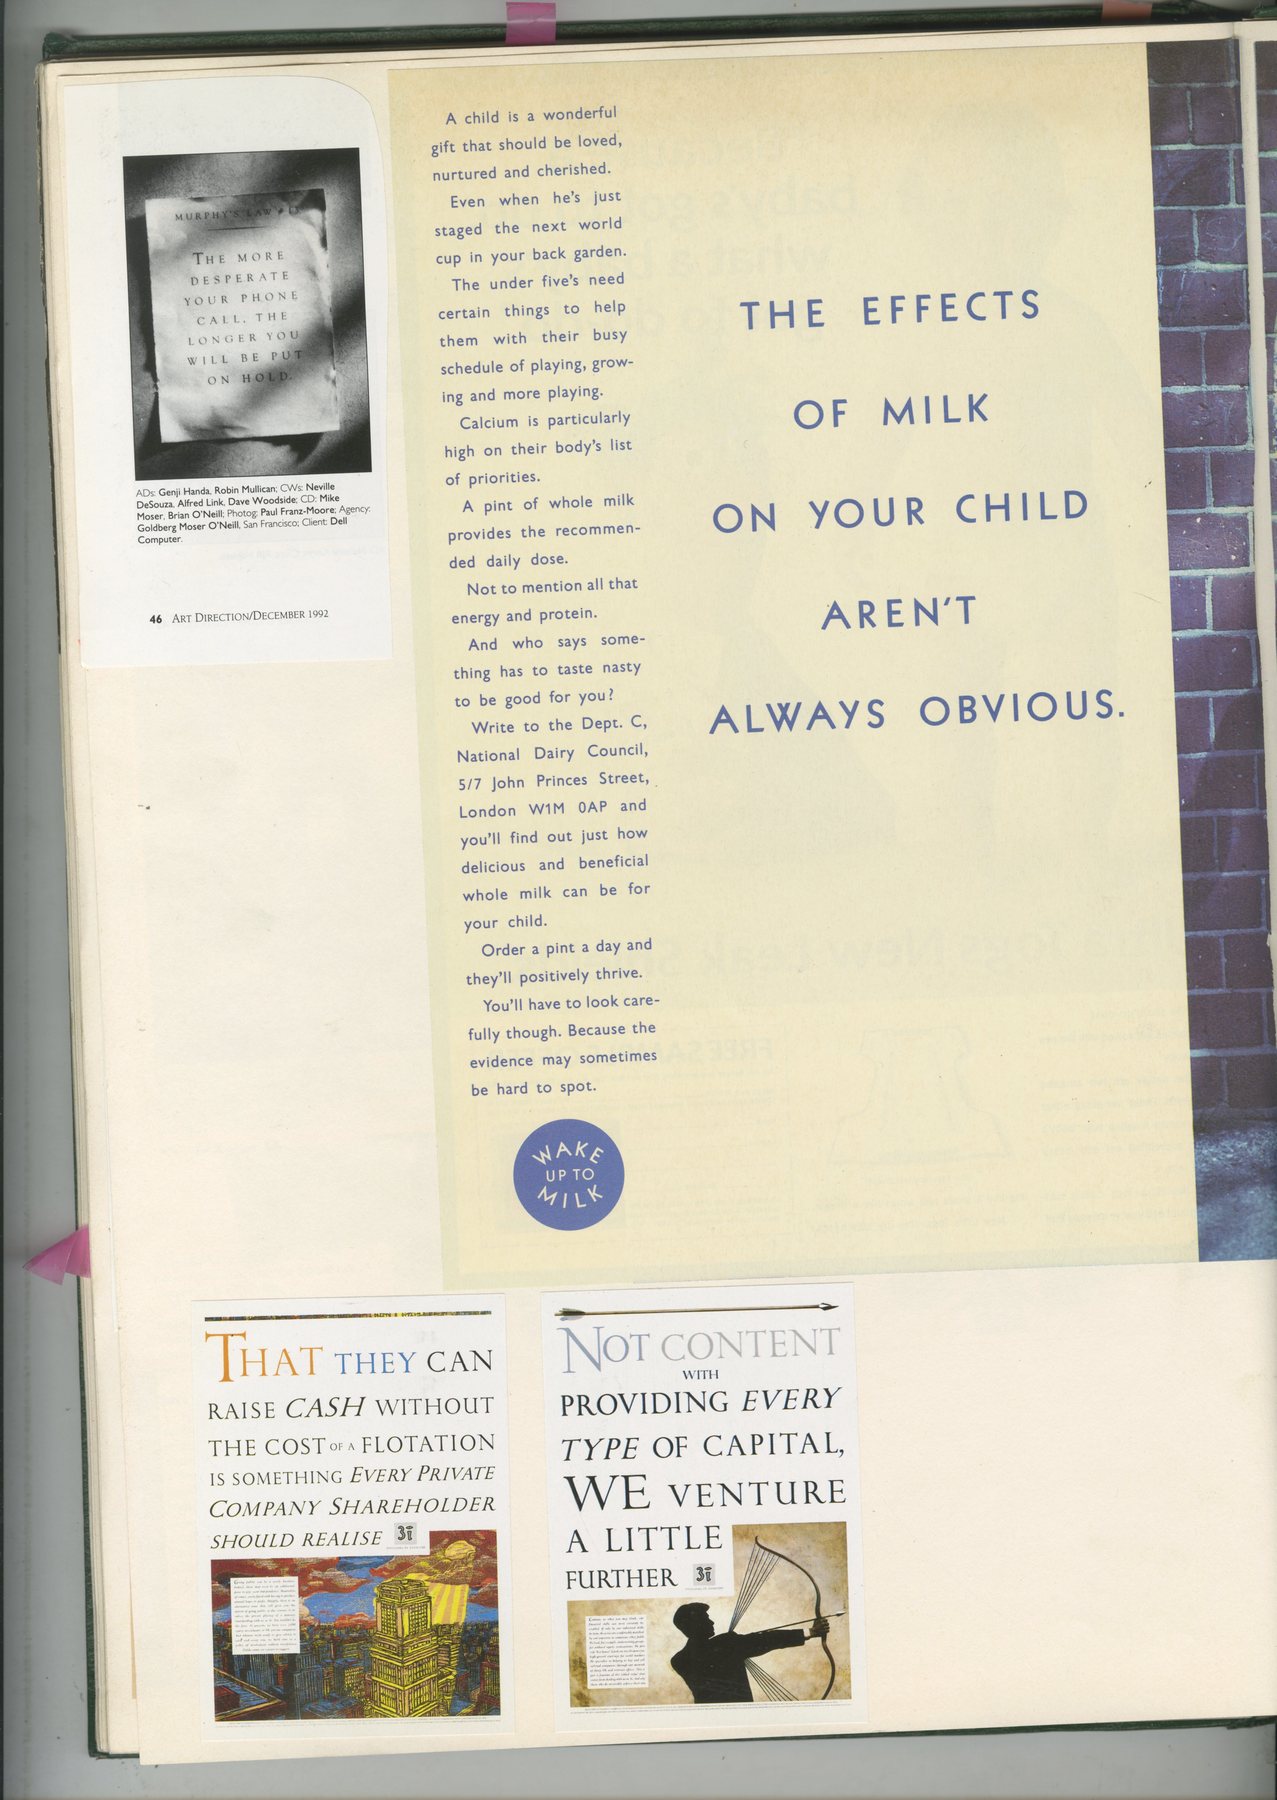 MURPHY'S LAW
THE MORE
DESPERATE
YOUR PHONE
CALL, THE
LONGER YOU
WILL BE PUT
ON HOLD.
ADs: Genji Handa, Robin Mullican; CWs: Neville
DeSouza, Alfred Link, Dave Woodside; CD: Mike
Moser, Brian O'Neill; Photog: Paul Franz-Moore; Agency:
Goldberg Moser O'Neill, San Francisco; Client: Dell
Computer.
46 ART DIRECTION/DECEMBER 1992
A child is a wonderful
gift that should be loved,
nurtured and cherished.
Even when he's just
staged the next world
cup in your back garden.
The under five's need
certain things to help
them with their busy
schedule of playing, grow-
ing and more playing.
Calcium is particularly
high on their body's list
of priorities.
A pint of whole milk
provides the recommen-
ded daily dose.
Not to mention all that
energy and protein.
And who says some-
thing has to taste nasty
to be good for you?
Write to the Dept. C,
National Dairy Council,
5/7 John Princes Street,
London W1M 0AP and
you'll find out just how
delicious and beneficial
whole milk can be for
your child.
Order a pint a day and
they'll positively thrive.
You'll have to look care-
fully though. Because the
evidence may sometimes
be hard to spot.
WAKE
UP TO
MILK
THE EFFECTS
OF MILK
ON YOUR CHILD
AREN'T
ALWAYS OBVIOUS.
THAT THEY CAN
RAISE CASH WITHOUT
THE COST OF A FLOTATION
IS SOMETHING EVERY PRIVATE
COMPANY SHAREHOLDER
SHOULD REALISE 3i
NOT CONTENT
WITH
PROVIDING EVERY
TYPE OF CAPITAL,
WE VENTURE
A LITTLE
FURTHER 3i